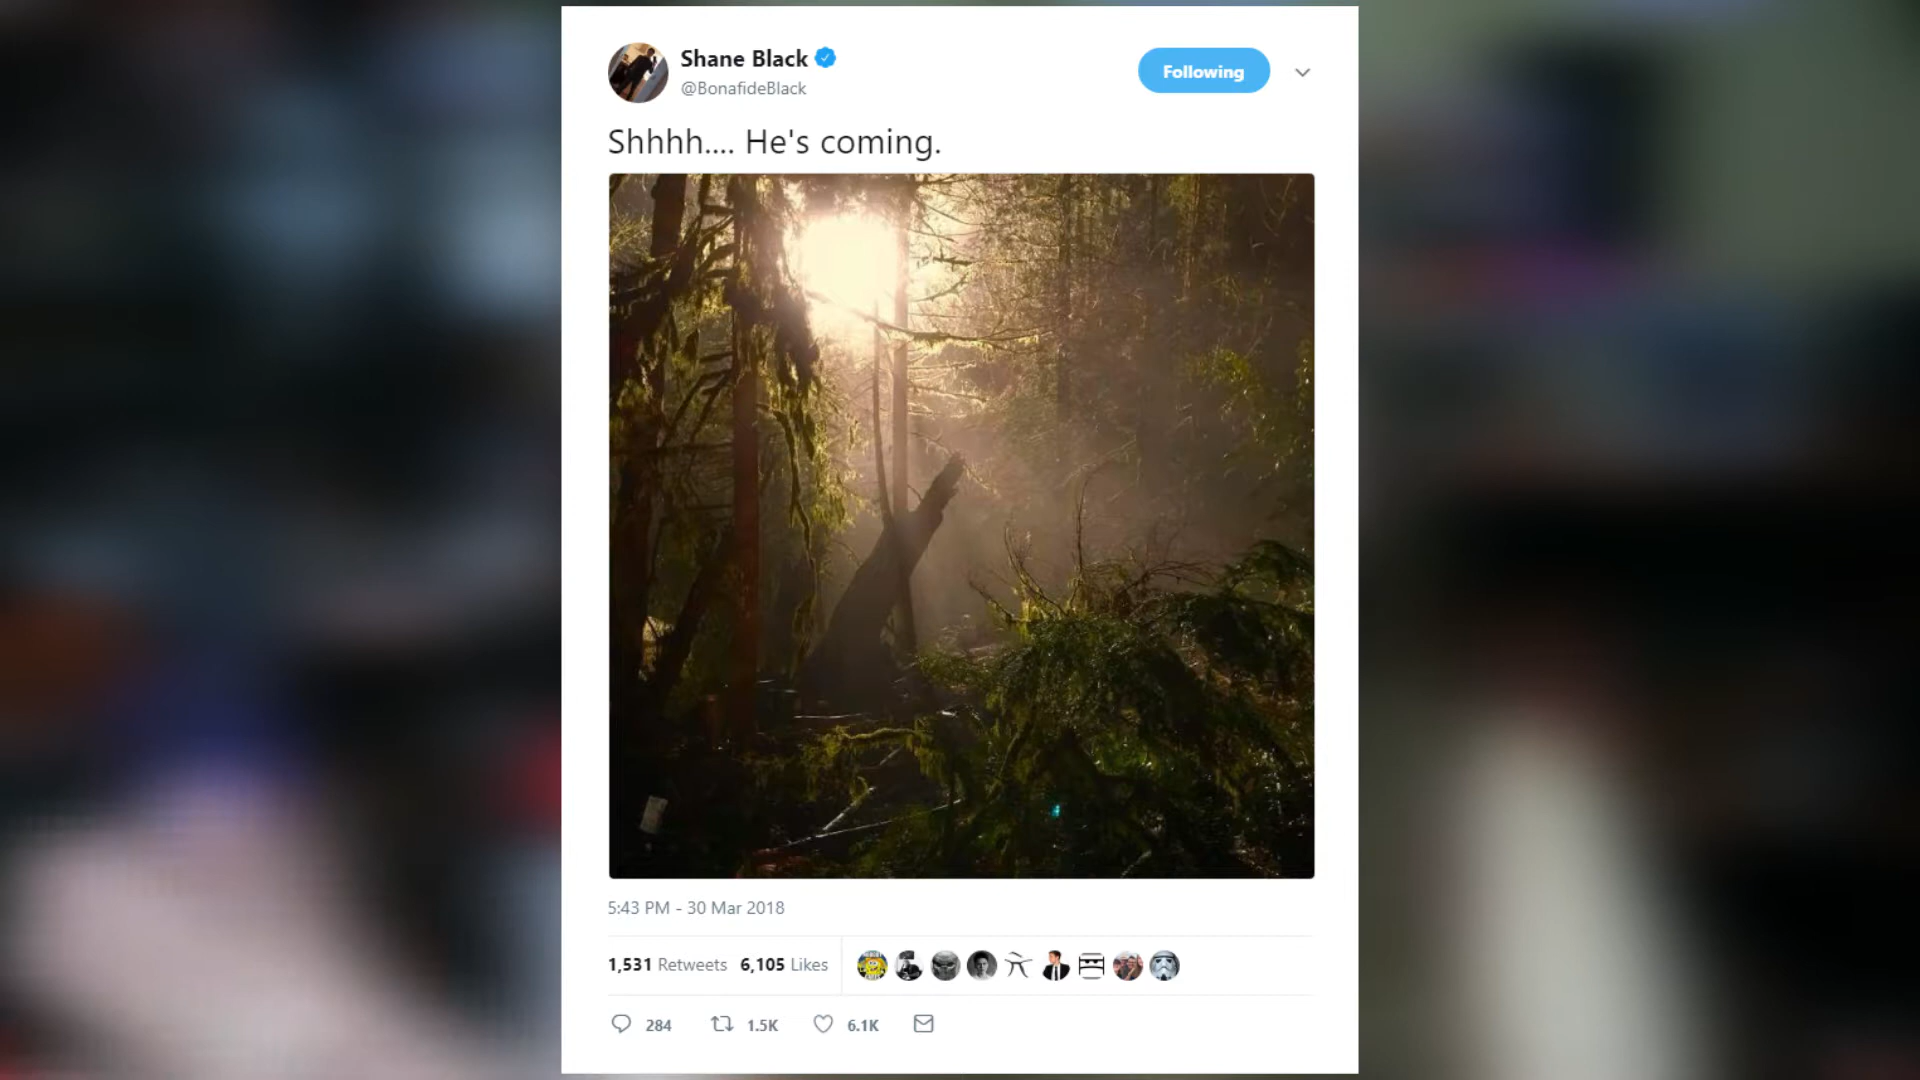 Shane Black
@BonafideBlack
Following
Shhhh.... He's coming.
5:43 PM - 30 Mar 2018
1,531 Retweets 6,105 Likes
284 1.5K 6.1K